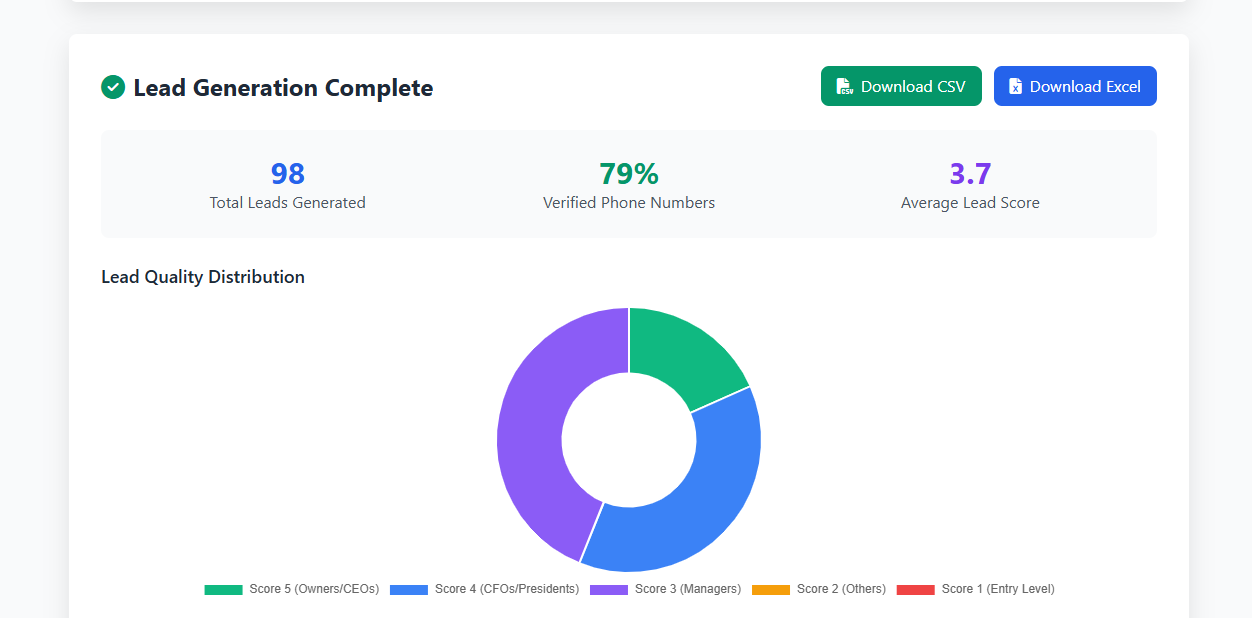 Lead Generation Complete
CSV
Download CSV
X
Download Excel
98
79%
3.7
Total Leads Generated
Verified Phone Numbers
Average Lead Score
Lead Quality Distribution
Score 5 (Owners/CEOs)
Score 4 (CFOs/Presidents)
Score 3 (Managers)
Score 2 (Others)
Score 1 (Entry Level)